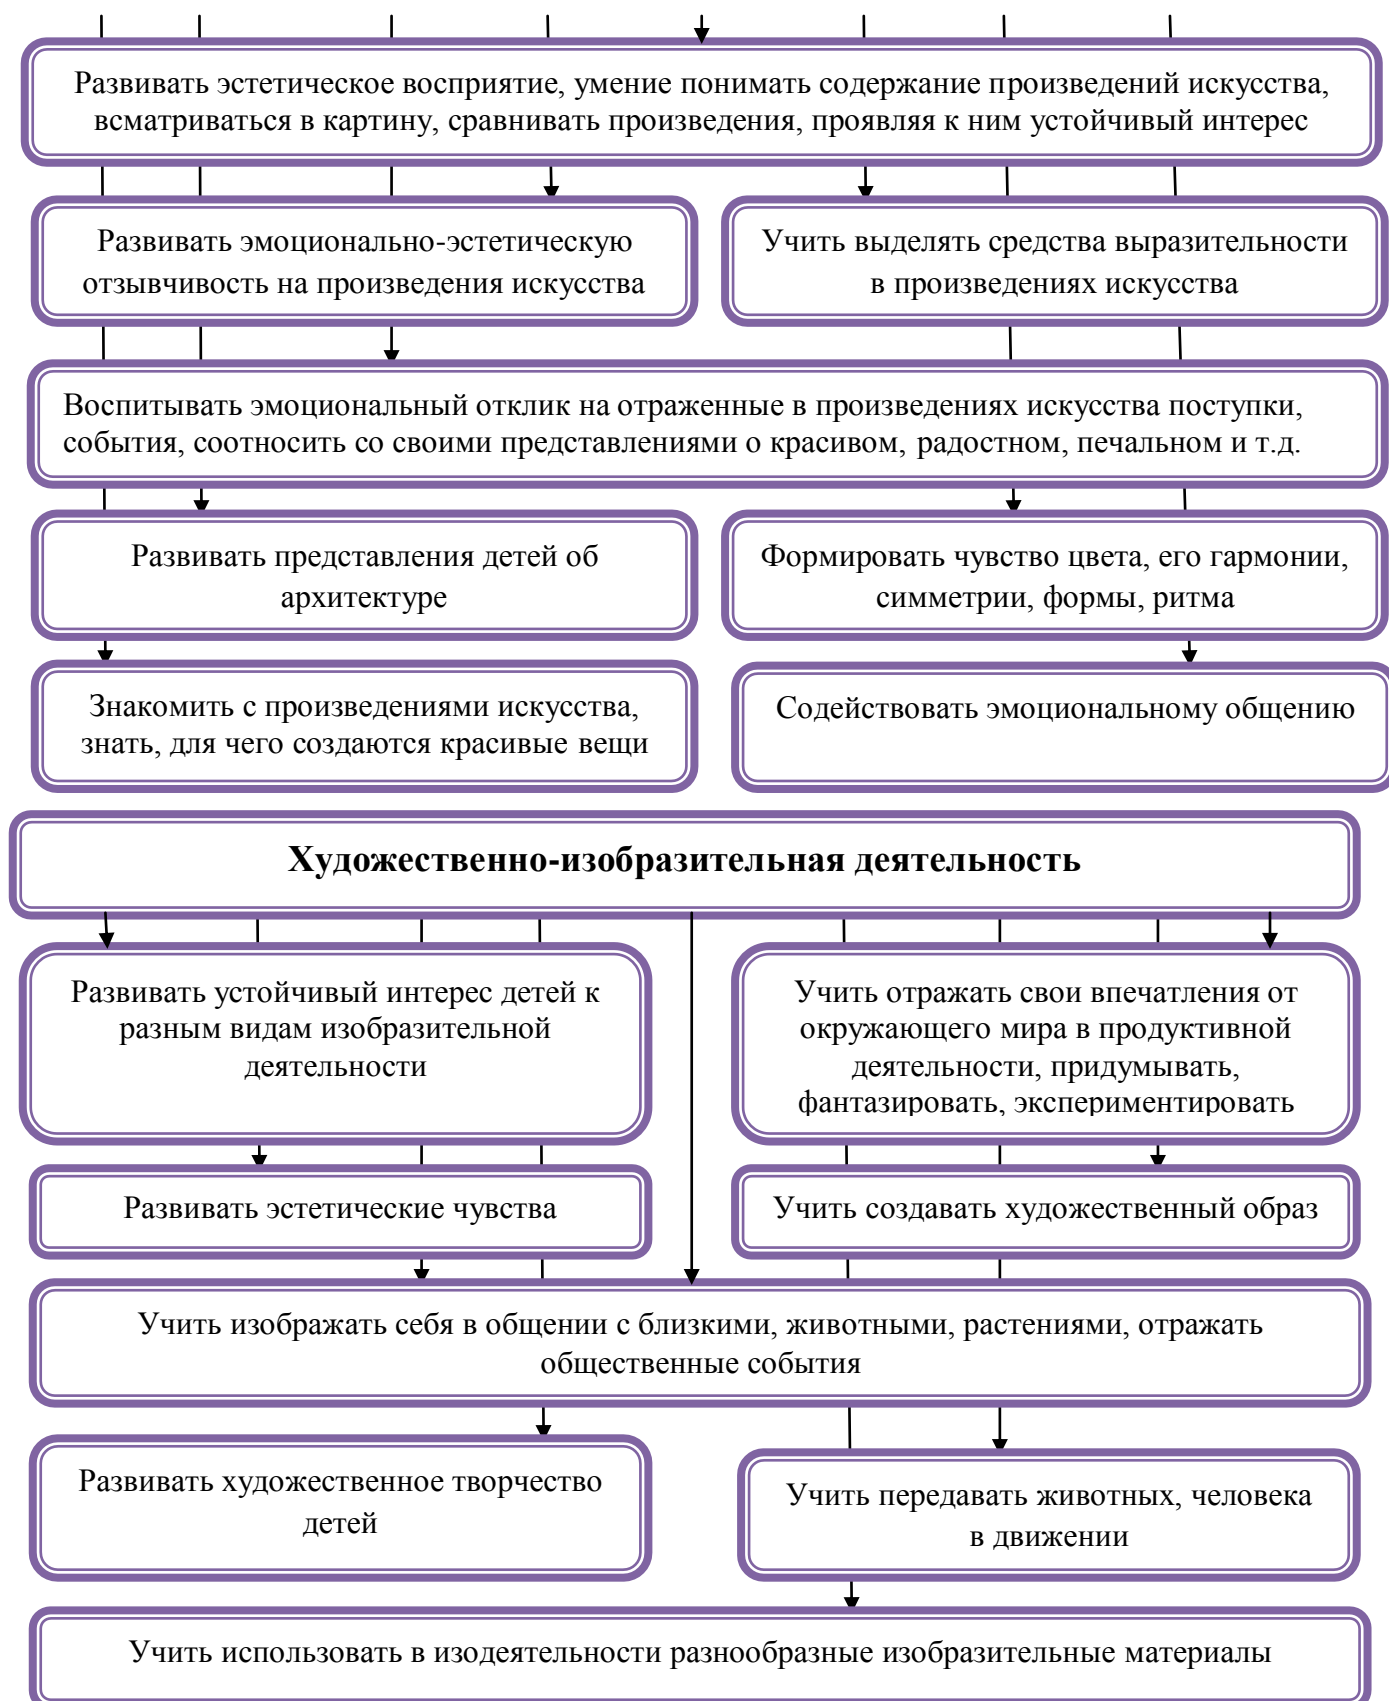 Развивать эстетическое восприятие, умение понимать содержание произведений искусства,
всматриваться в картину, сравнивать произведения, проявляя к ним устойчивый интерес
Развивать эмоционально-эстетическую
отзывчивость на произведения искусства
Учить выделять средства выразительности
в произведениях искусства
Воспитывать эмоциональный отклик на отраженные в произведениях искусства поступки,
события, соотносить со своими представлениями о красивом, радостном, печальном и т.д.
Развивать представления детей об
архитектуре
Формировать чувство цвета, его гармонии,
симметрии, формы, ритма
Знакомить с произведениями искусства,
знать, для чего создаются красивые вещи
Содействовать эмоциональному общению
Художественно-изобразительная деятельность
Развивать устойчивый интерес детей к
разным видам изобразительной
деятельности
Учить отражать свои впечатления от
окружающего мира в продуктивной
деятельности, придумывать,
фантазировать, экспериментировать
Развивать эстетические чувства
Учить создавать художественный образ
Учить изображать себя в общении с близкими, животными, растениями, отражать
общественные события
Развивать художественное творчество
детей
Учить передавать животных, человека
в движении
Учить использовать в изодеятельности разнообразные изобразительные материалы